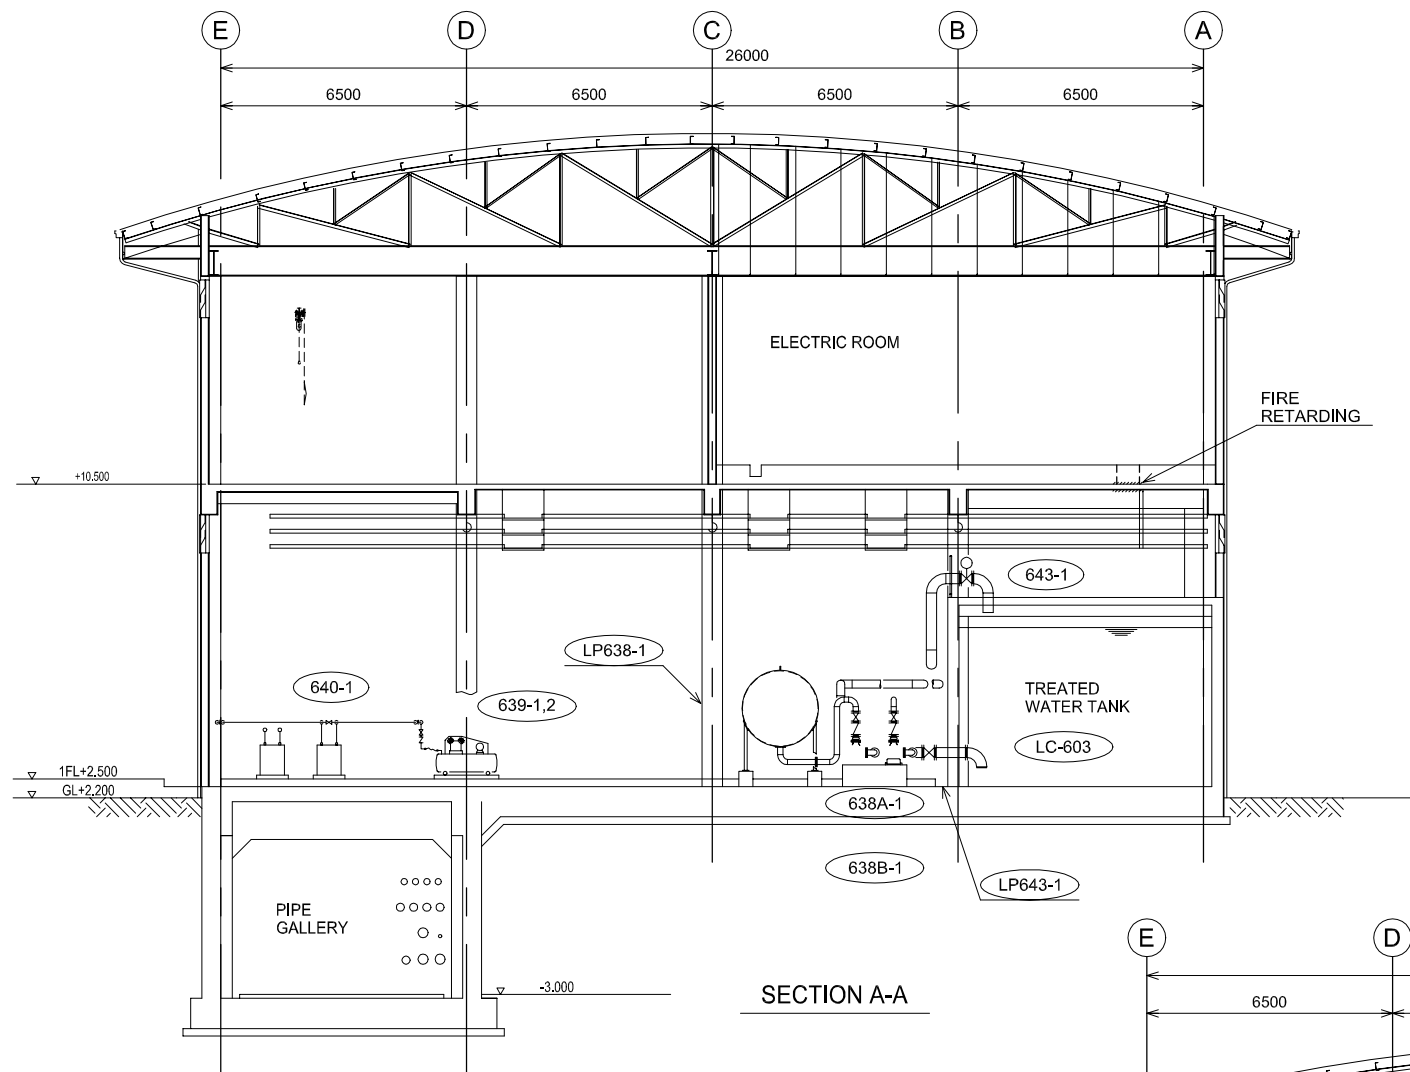 E D C B A
26000
6500 6500 6500 6500
ELECTRIC ROOM
FIRE
RETARDING
+10.500
643-1
LP638-1
640-1
639-1,2
TREATED
WATER TANK
LC-603
1FL+2.500
GL+2.200
638A-1
638B-1
LP643-1
PIPE
GALLERY
-3.000
SECTION A-A
E D
6500